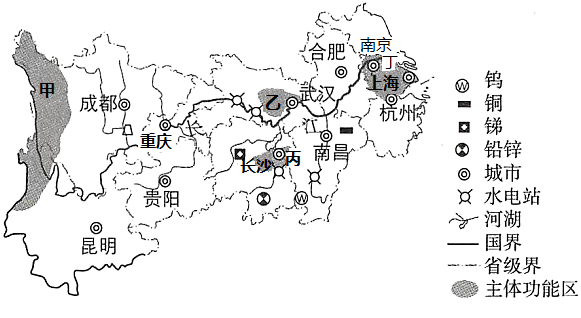 甲
成都
重庆
长
江
贵阳
昆明
乙
武汉
合肥
南京
丁
上海
杭州
长沙
丙
南昌
钨
铜
锑
铅锌
城市
水电站
河湖
国界
省级界
主体功能区